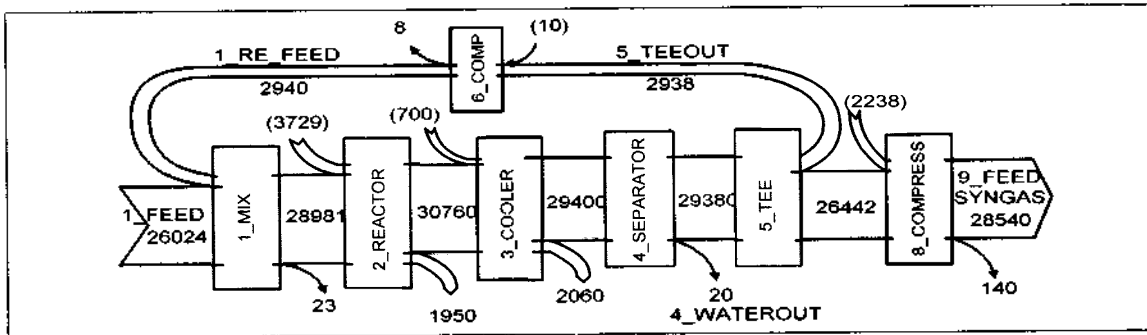 8
(10)
1_RE_FEED
5_TEEOUT
6_COMP
2940
2938
(3729)
(700)
(2238)
1_FEED
26024
1_MIX
28981
2_REACTOR
30760
3_COOLER
29400
4_SEPARATOR
29380
5_TEE
26442
8_COMPRESS
9_FEED
SYNGAS
28540
23
1950
2060
20
4_WATEROUT
140